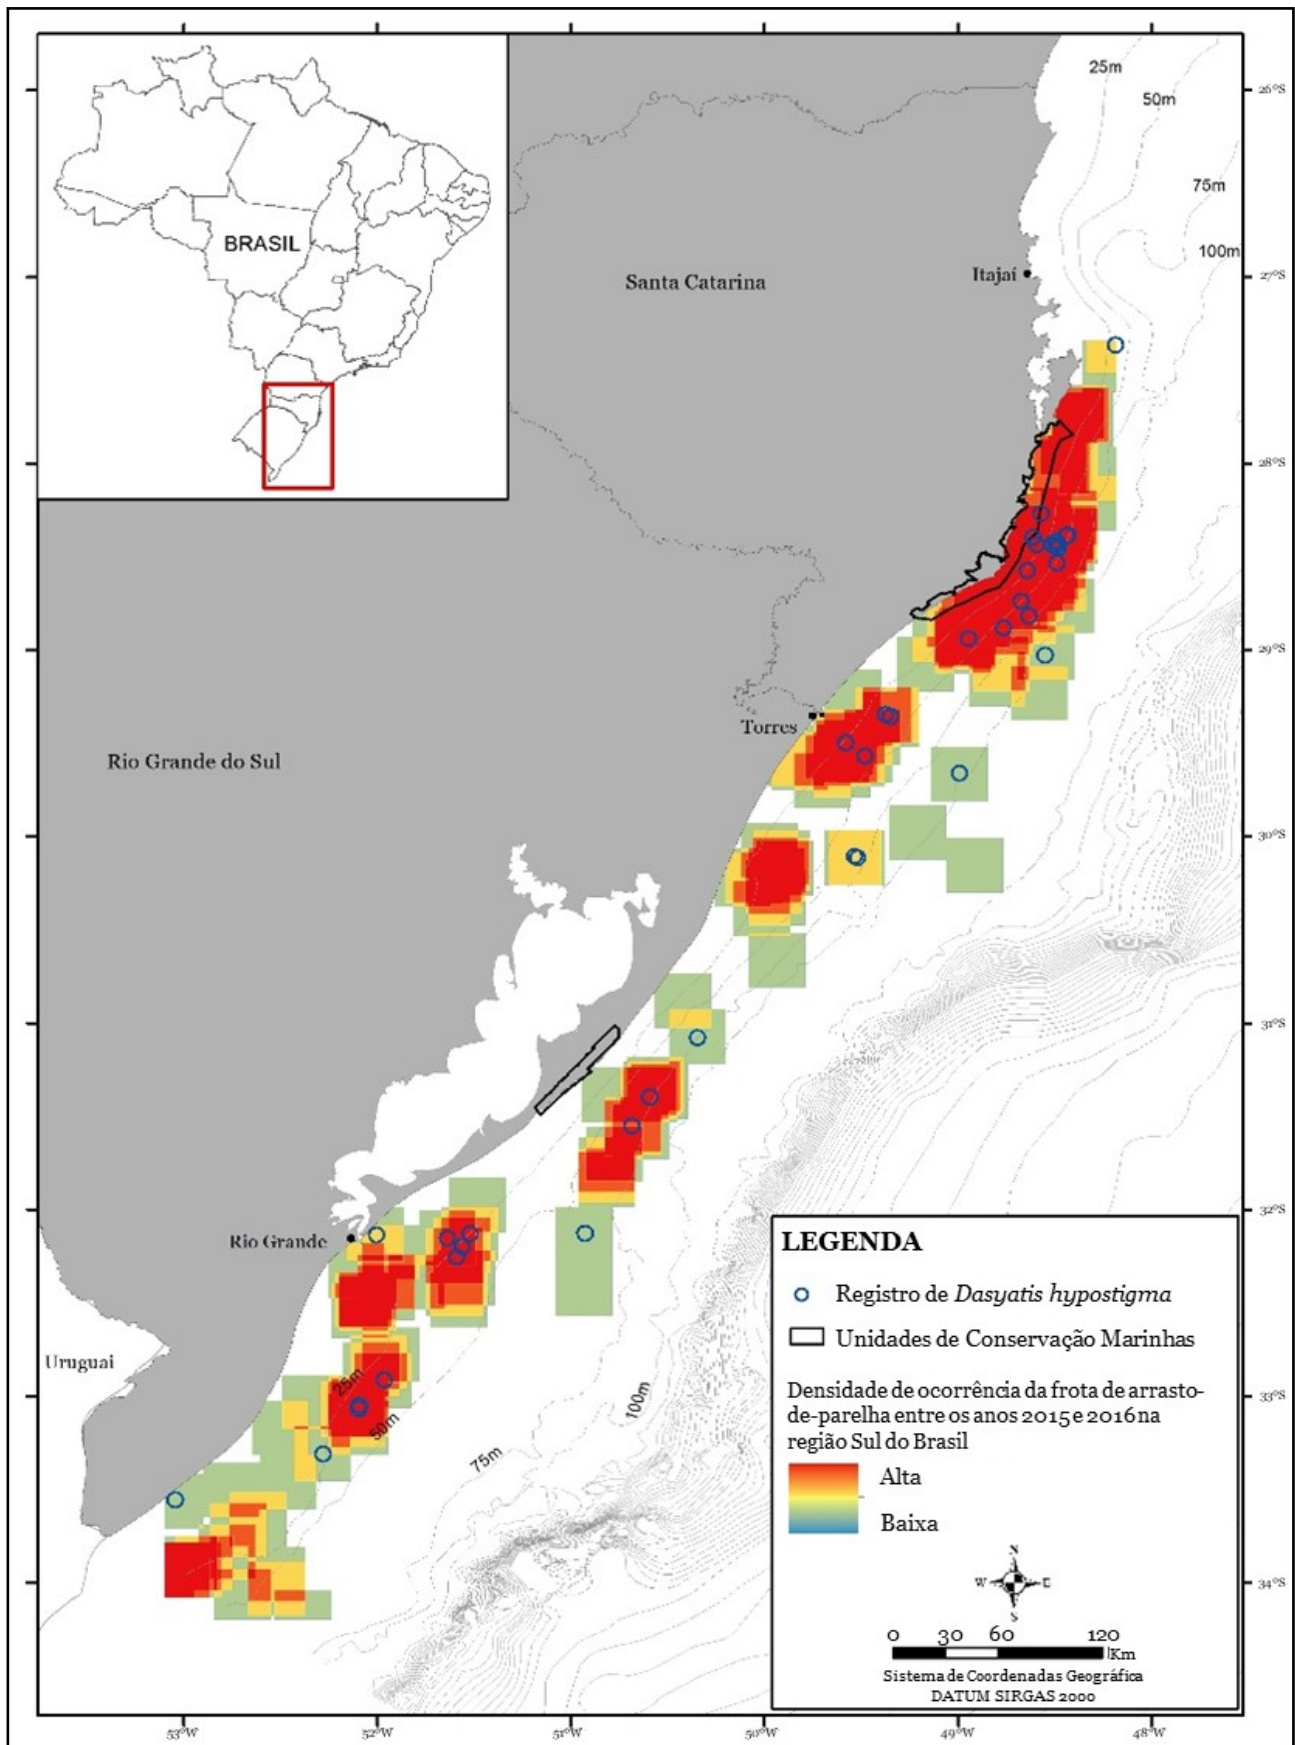 25m
50m
26°S
75m
BRASIL
100m
Santa Catarina
Itajaí
27°S
28°S
29°S
Torres
Rio Grande do Sul
30°S
31°S
32°S
Rio Grande
LEGENDA
Registro de Dasyatis hypostigma
Unidades de Conservação Marinhas
Uruguai
25m
50m
75m
100m
33°S
Densidade de ocorrência da frota de arrasto-
de-parelha entre os anos 2015 e 2016 na
região Sul do Brasil
Alta
Baixa
N
W E
S
34°S
0 30 60 120
Km
Sistema de Coordenadas Geográfica
DATUM SIRGAS 2000
53°W 52°W 51°W 50°W 49°W 48°W